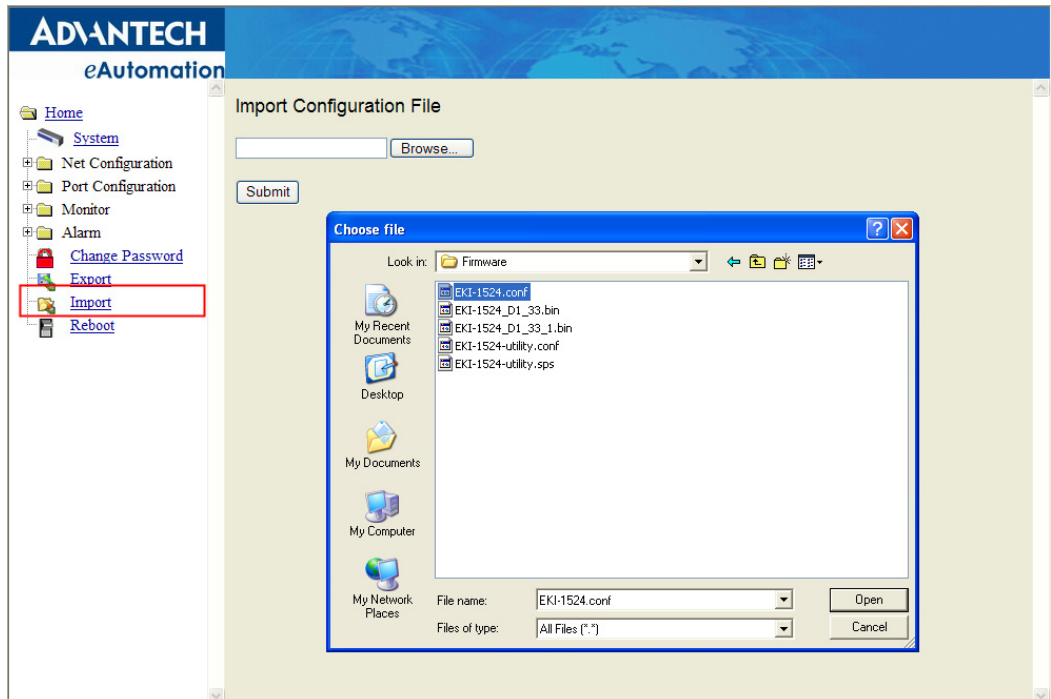 ADVANTECH
eAutomation
Home
System
Net Configuration
Port Configuration
Monitor
Alarm
Change Password
Export
Import
Reboot
Import Configuration File
Browse...
Submit
Choose file
Look in: Firmware
My Recent
Documents
Desktop
My Documents
My Computer
My Network
Places
EKI-1524.conf
EKI-1524_D1_33.bin
EKI-1524_D1_33_1.bin
EKI-1524-utility.conf
EKI-1524-utility.sps
File name: EKI-1524.conf Open
Files of type: All Files (*.*) Cancel